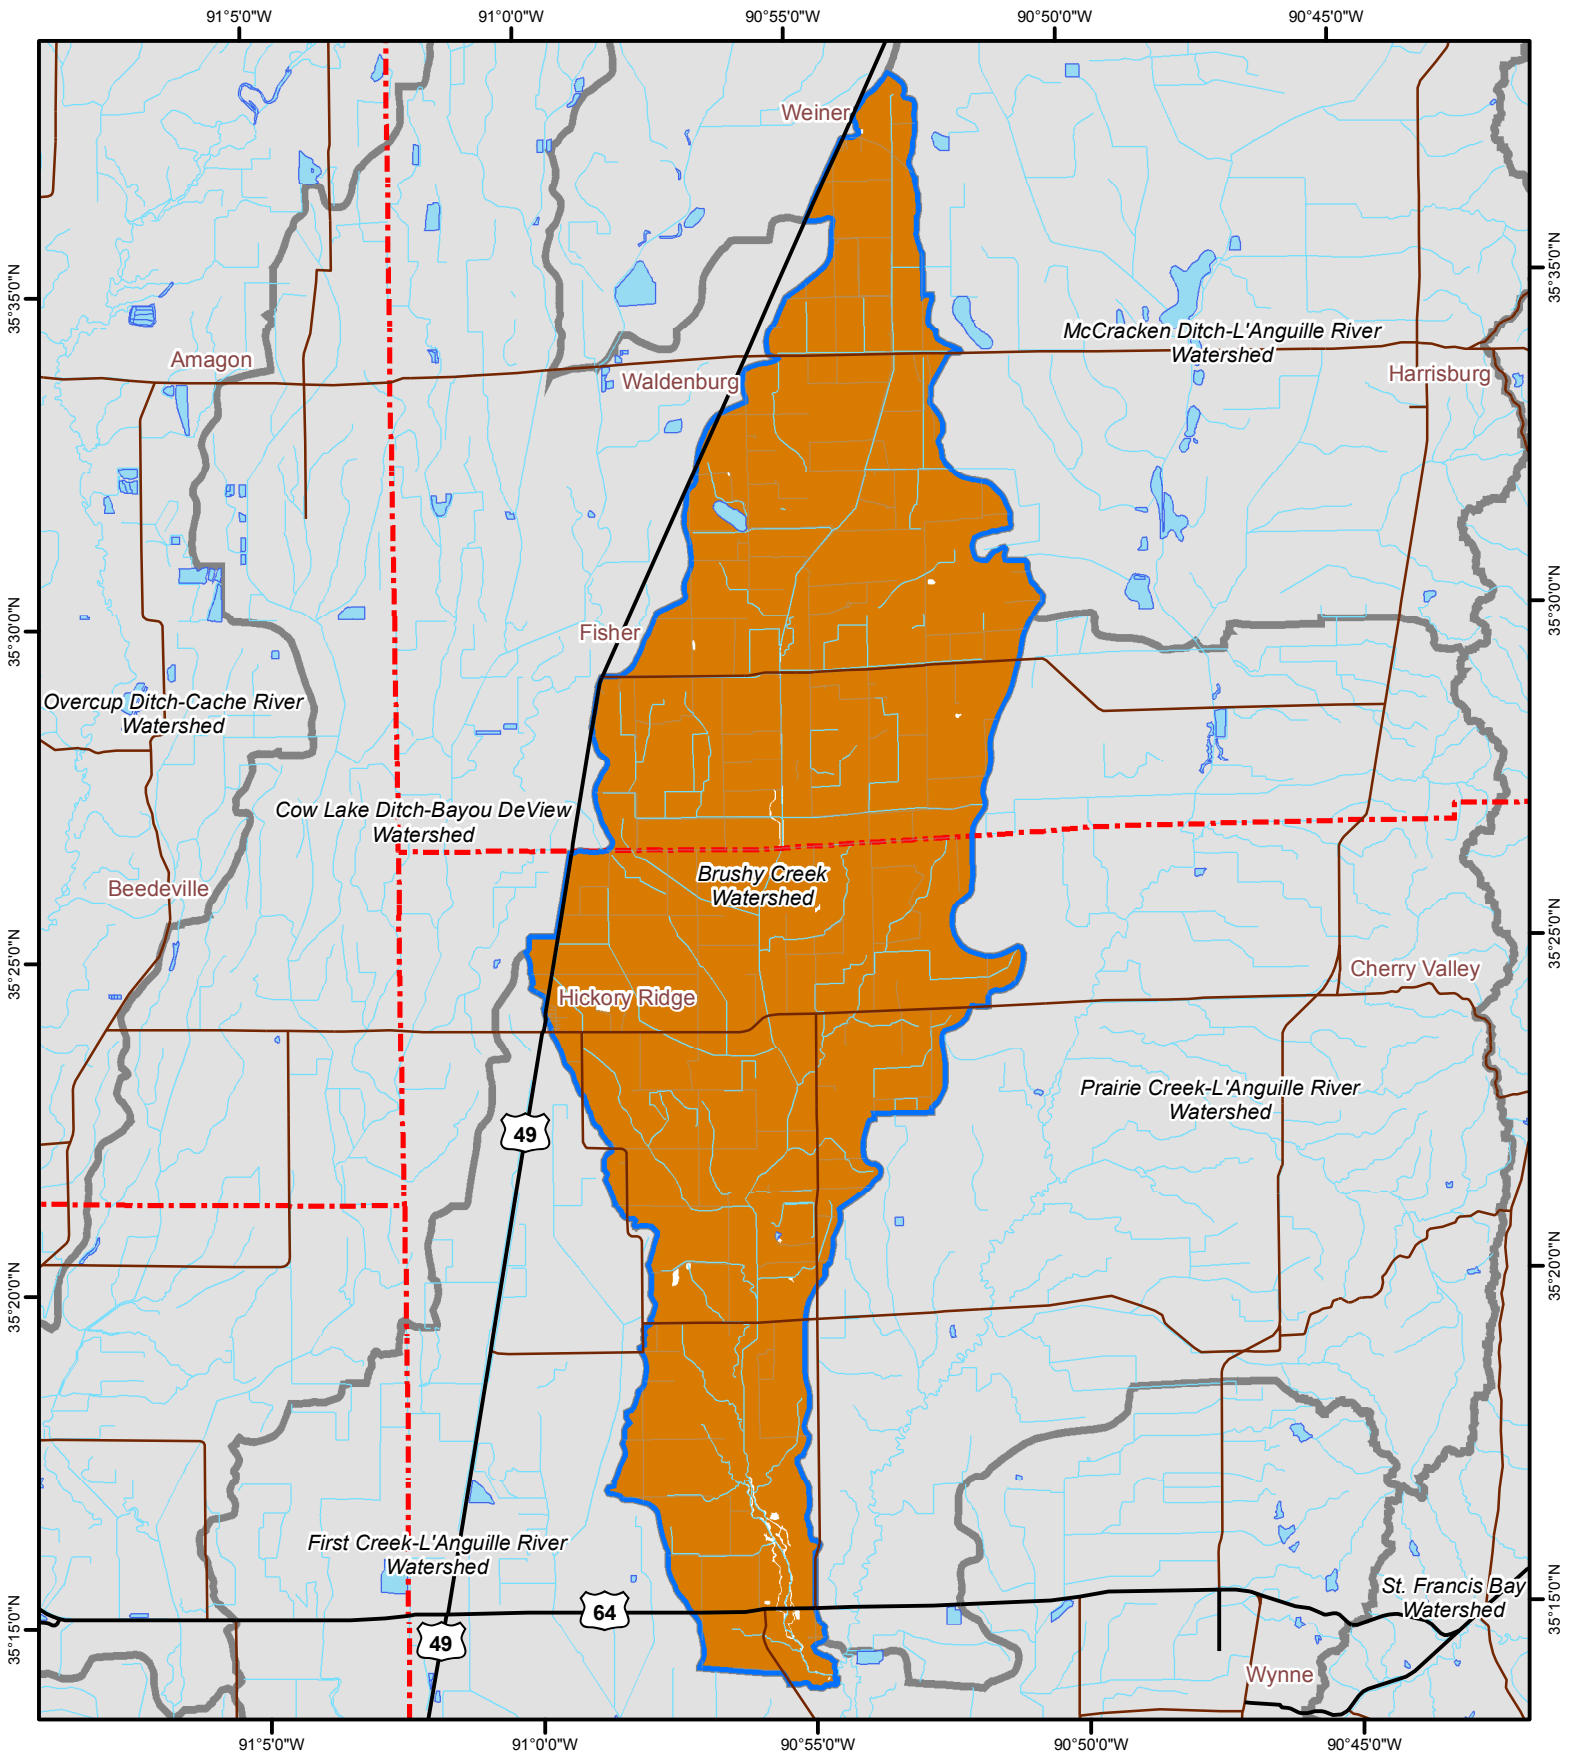 91°5'0"W 91°0'0"W 90°55'0"W 90°50'0"W 90°45'0"W
Weiner
35°35'0"N
35°35'0"N
McCracken Ditch-L'Anguille River
Watershed
Amagon
Waldenburg
Harrisburg
35°30'0"N
35°30'0"N
Fisher
Overcup Ditch-Cache River
Watershed
Cow Lake Ditch-Bayou DeView
Watershed
Brushy Creek
Watershed
Beedeville
35°25'0"N
35°25'0"N
Cherry Valley
Hickory Ridge
Prairie Creek-L'Anguille River
Watershed
49
35°20'0"N
35°20'0"N
First Creek-L'Anguille River
Watershed
St. Francis Bay
Watershed
64
49
35°15'0"N
35°15'0"N
Wynne
91°5'0"W 91°0'0"W 90°55'0"W 90°50'0"W 90°45'0"W